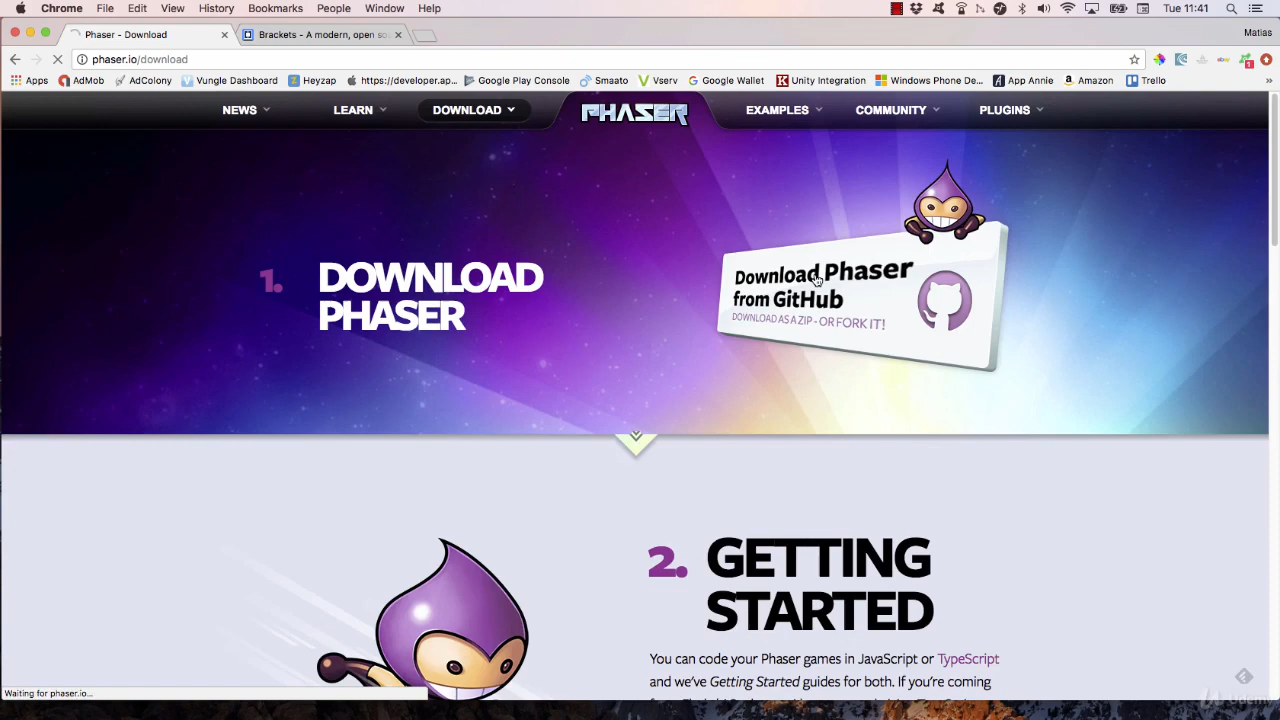 Chrome File Edit View History Bookmarks People Window Help Tue 11:41
Phaser - Download Brackets - A modern, open so Matias
phaser.io/download
Apps AdMob AdColony Vungle Dashboard Heyzap https://developer.ap... Google Play Console Smaato Vserv Google Wallet Unity Integration Windows Phone De... App Annie Amazon Trello »
NEWS LEARN DOWNLOAD PHASER EXAMPLES COMMUNITY PLUGINS
1. DOWNLOAD
PHASER
Download Phaser
from GitHub
DOWNLOAD AS A ZIP - OR FORK IT!
2. GETTING
STARTED
You can code your Phaser games in JavaScript or TypeScript
and we've Getting Started guides for both. If you're coming
Waiting for phaser.io...
Udemy